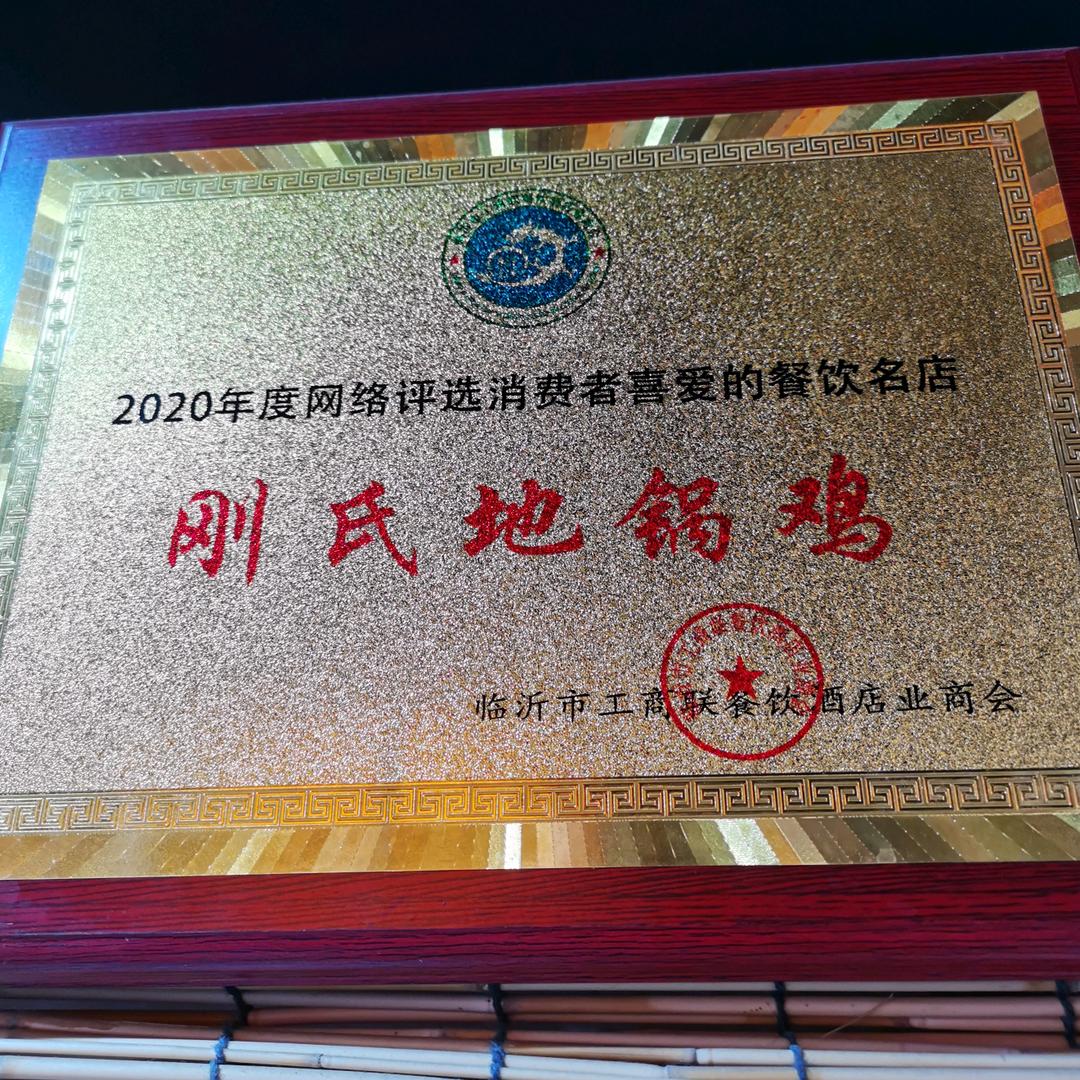 2020年度网络评选消费者喜爱的餐饮名店
刚氏地锅鸡
临沂市工商联餐饮酒店业商会